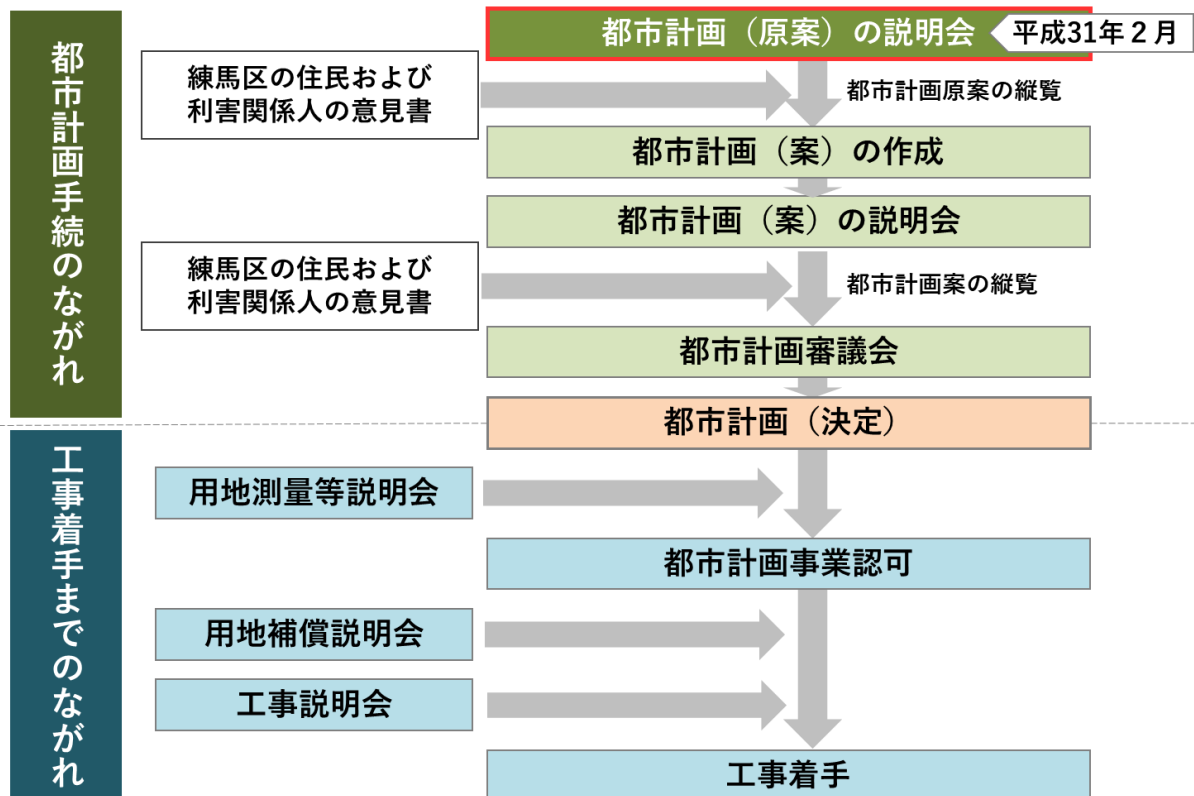 都市計画手続のながれ
都市計画（原案）の説明会
平成31年２月
練馬区の住民および
利害関係人の意見書
都市計画原案の縦覧
都市計画（案）の作成
都市計画（案）の説明会
練馬区の住民および
利害関係人の意見書
都市計画案の縦覧
都市計画審議会
都市計画（決定）
工事着手までのながれ
用地測量等説明会
都市計画事業認可
用地補償説明会
工事説明会
工事着手